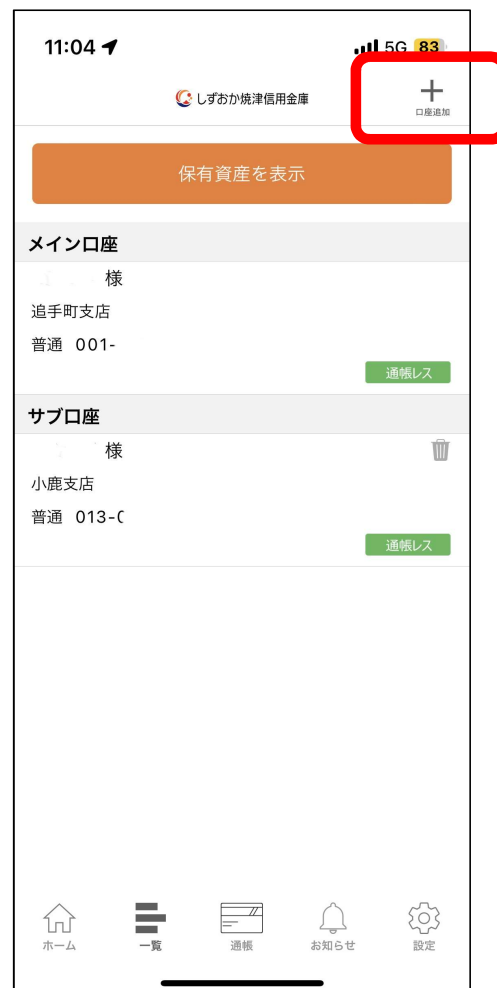 11:04
5G 83
しずおか焼津信用金庫
口座追加
保有資産を表示
メイン口座
様
追手町支店
普通 001-
通帳レス
サブ口座
様
小鹿支店
普通 013-
通帳レス
ホーム
一覧
通帳
お知らせ
設定